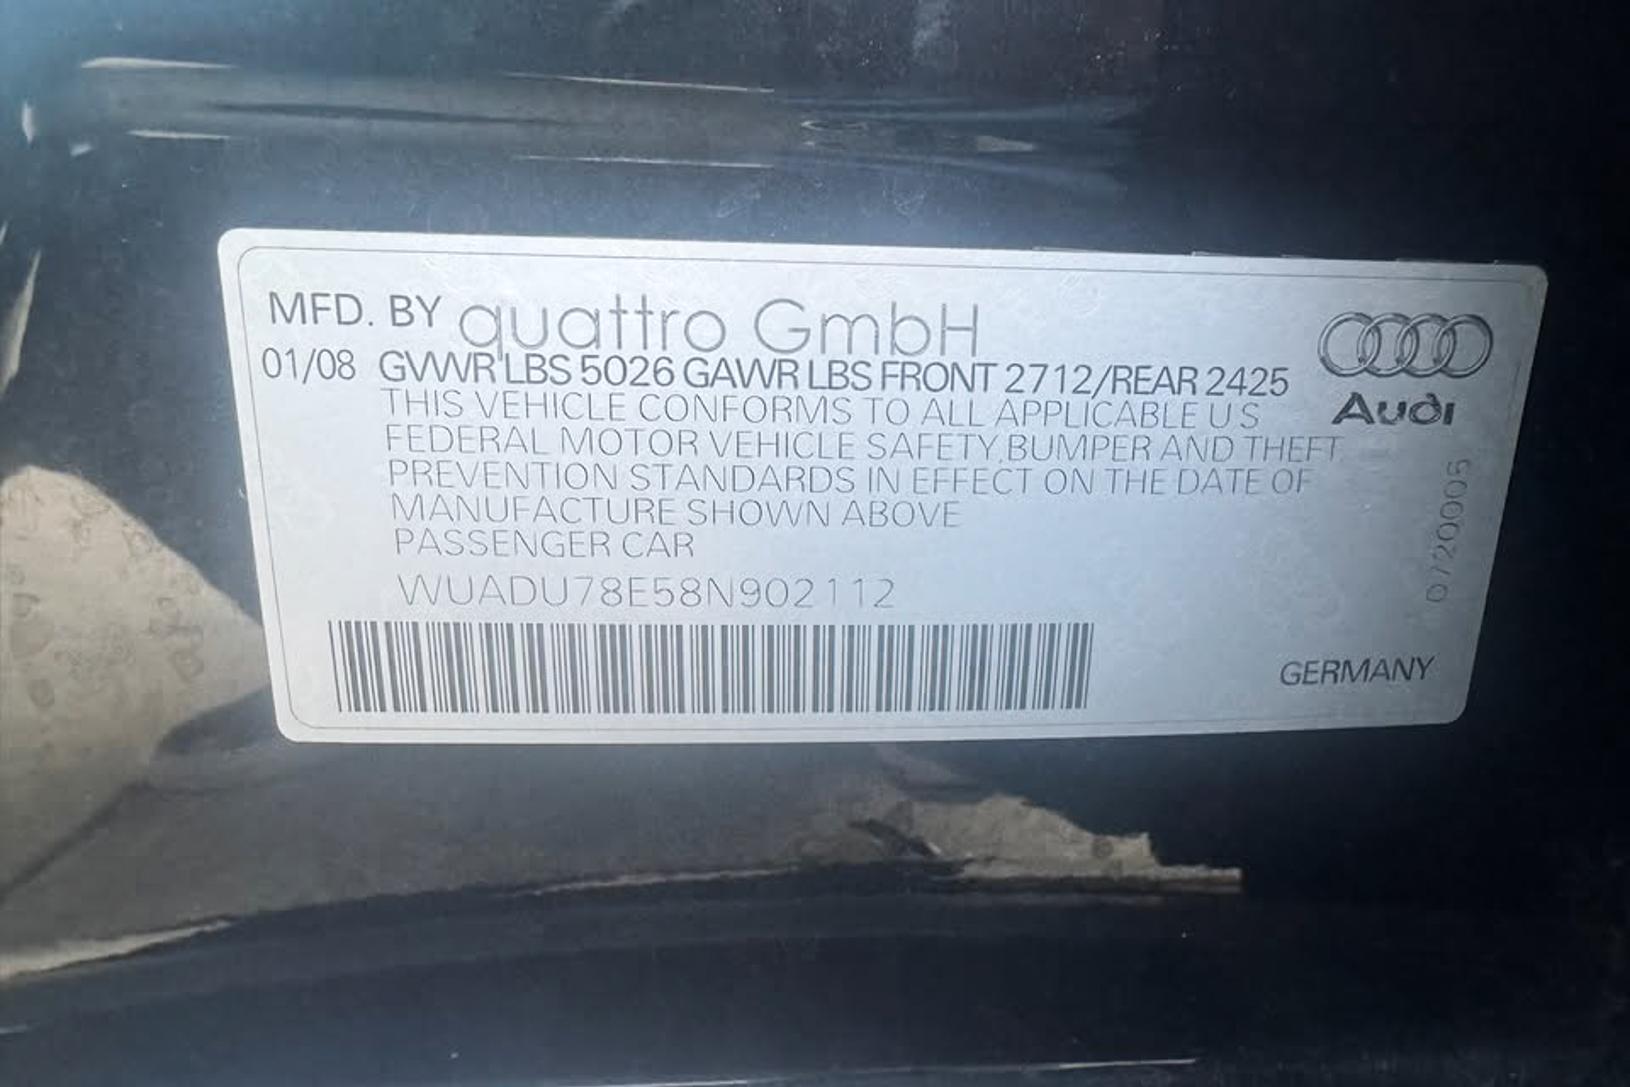 MFD. BY quattro GmbH
01/08 GVWR LBS 5026 GAWR LBS FRONT 2712/REAR 2425
THIS VEHICLE CONFORMS TO ALL APPLICABLE US
FEDERAL MOTOR VEHICLE SAFETY,BUMPER AND THEFT
PREVENTION STANDARDS IN EFFECT ON THE DATE OF
MANUFACTURE SHOWN ABOVE
PASSENGER CAR
WUADU78E58N902112
Audi
0720005
GERMANY